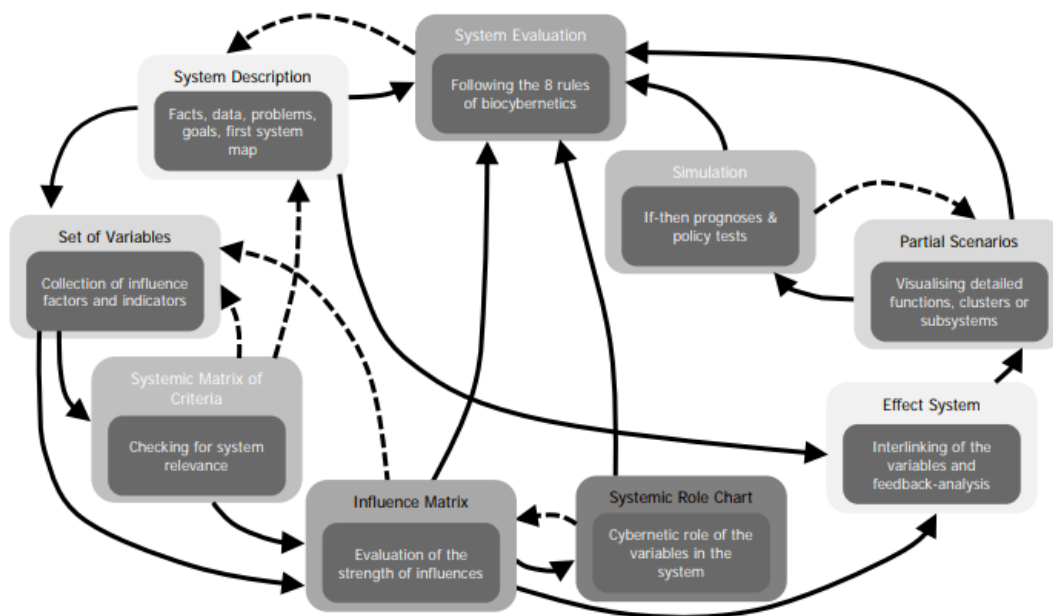 System Evaluation
Following the 8 rules
of biocybernetics
System Description
Facts, data, problems,
goals, first system
map
Simulation
If-then prognoses &
policy tests
Set of Variables
Collection of influence
factors and indicators
Partial Scenarios
Visualising detailed
functions, clusters or
subsystems
Systemic Matrix of
Criteria
Checking for system
relevance
Effect System
Interlinking of the
variables and
feedback-analysis
Influence Matrix
Evaluation of the
strength of influences
Systemic Role Chart
Cybernetic role of the
variables in the
system